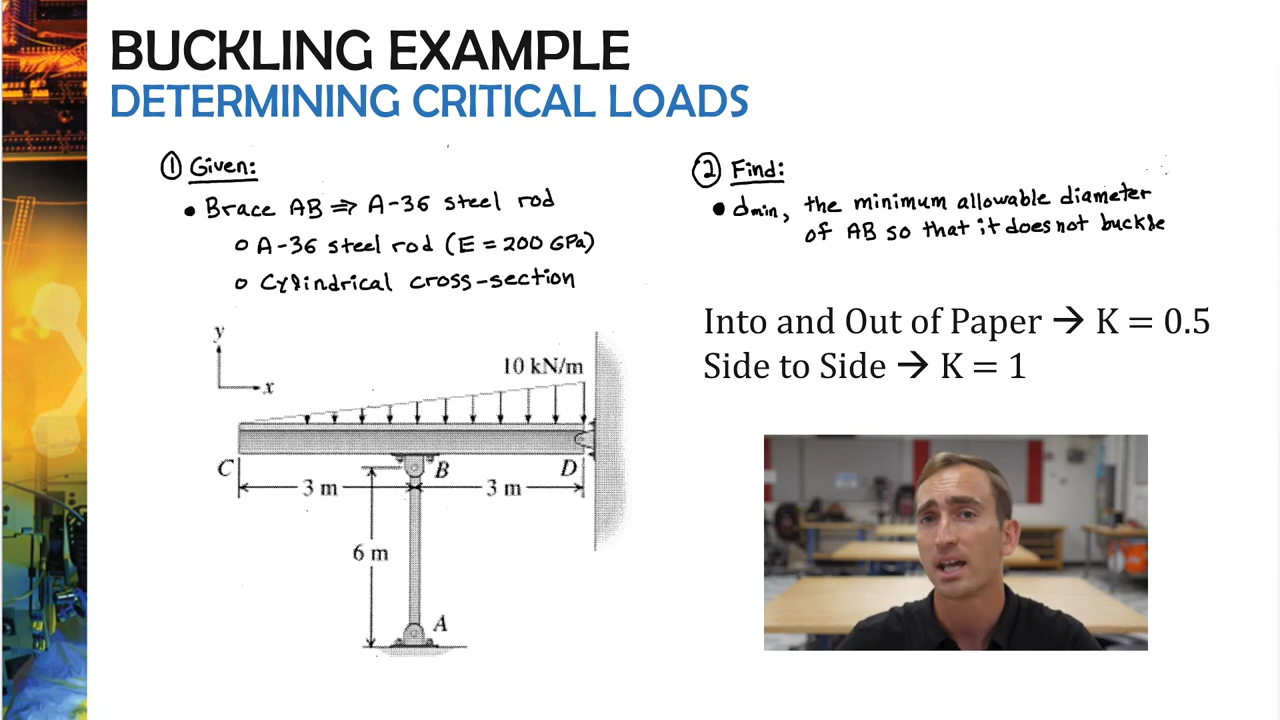 BUCKLING EXAMPLE
DETERMINING CRITICAL LOADS
① Given:
• Brace AB ⇒ A-36 steel rod
○ A-36 steel rod (E = 200 GPa)
○ Cylindrical cross-section
② Find:
• dmin, the minimum allowable diameter
of AB so that it does not buckle
Into and Out of Paper → K = 0.5
Side to Side → K = 1
y
x
10 kN/m
C
B
D
3 m
3 m
6 m
A